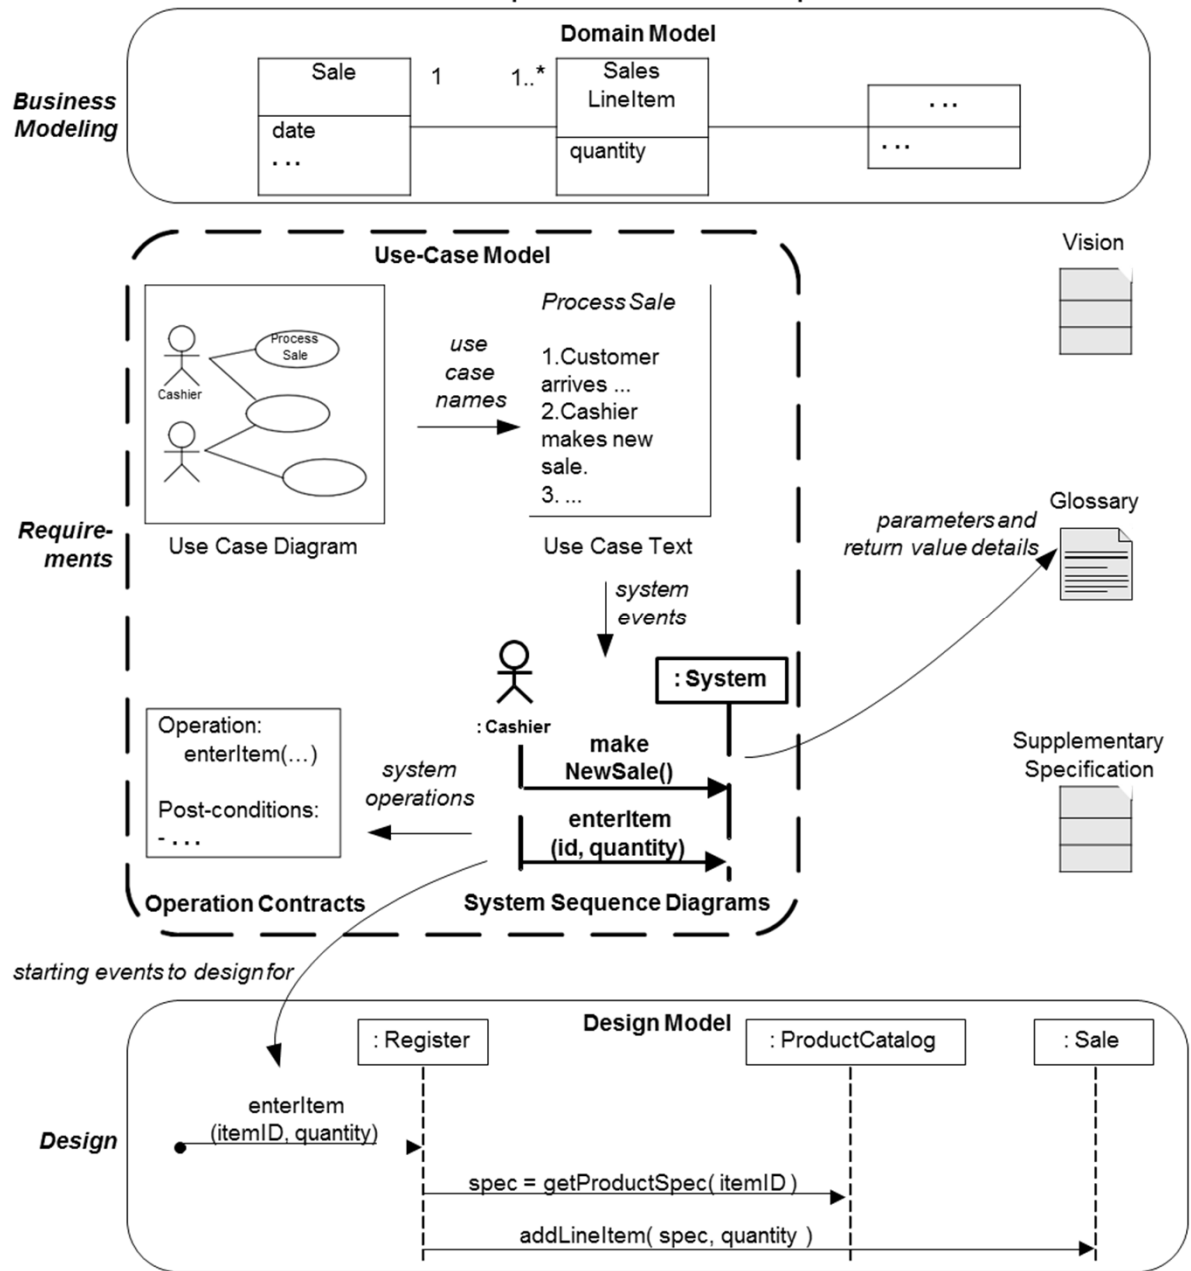 Domain Model
Business
Modeling
Sale
1
1..*
Sales
LineItem
date
. . .
quantity
. . .
. . .
Use-Case Model
Vision
Process
Sale
Cashier
Use Case Diagram
use
case
names
Process Sale
1.Customer
arrives ...
2.Cashier
makes new
sale.
3. ...
Use Case Text
Require-
ments
Glossary
parameters and
return value details
system
events
: System
: Cashier
make
NewSale()
enterItem
(id, quantity)
system
operations
Operation:
enterItem(...)
Post-conditions:
- . . .
Supplementary
Specification
Operation Contracts
System Sequence Diagrams
starting events to design for
Design Model
: Register
: ProductCatalog
: Sale
Design
enterItem
(itemID, quantity)
spec = getProductSpec( itemID )
addLineItem( spec, quantity )